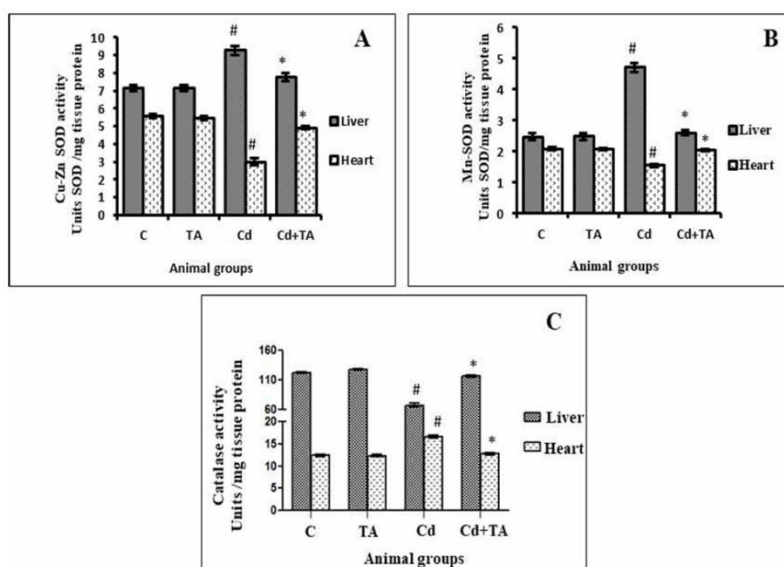 A
Cu-Zn SOD activity
Units SOD /mg tissue protein
10
9
8
7
6
5
4
3
2
1
0
#
*
#
*
Liver
Heart
C TA Cd Cd+TA
Animal groups
B
Mn-SOD activity
Units SOD/mg tissue protein
6
5
4
3
2
1
0
#
#
*
*
Liver
Heart
C TA Cd Cd+TA
Animal groups
C
Catalase activity
Units /mg tissue protein
160
110
60
20
15
10
5
0
#
#
*
*
Liver
Heart
C TA Cd Cd+TA
Animal groups